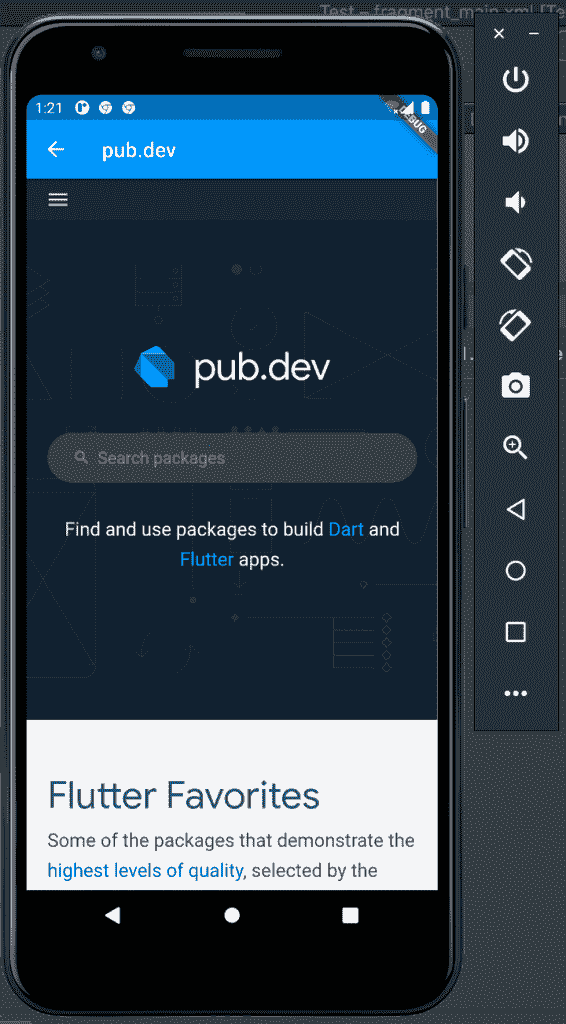 Test – fragment_main.xml [Te
1:21
DEBUG
pub.dev
pub.dev
Search packages
Find and use packages to build Dart and
Flutter apps.
Flutter Favorites
Some of the packages that demonstrate the
highest levels of quality, selected by the